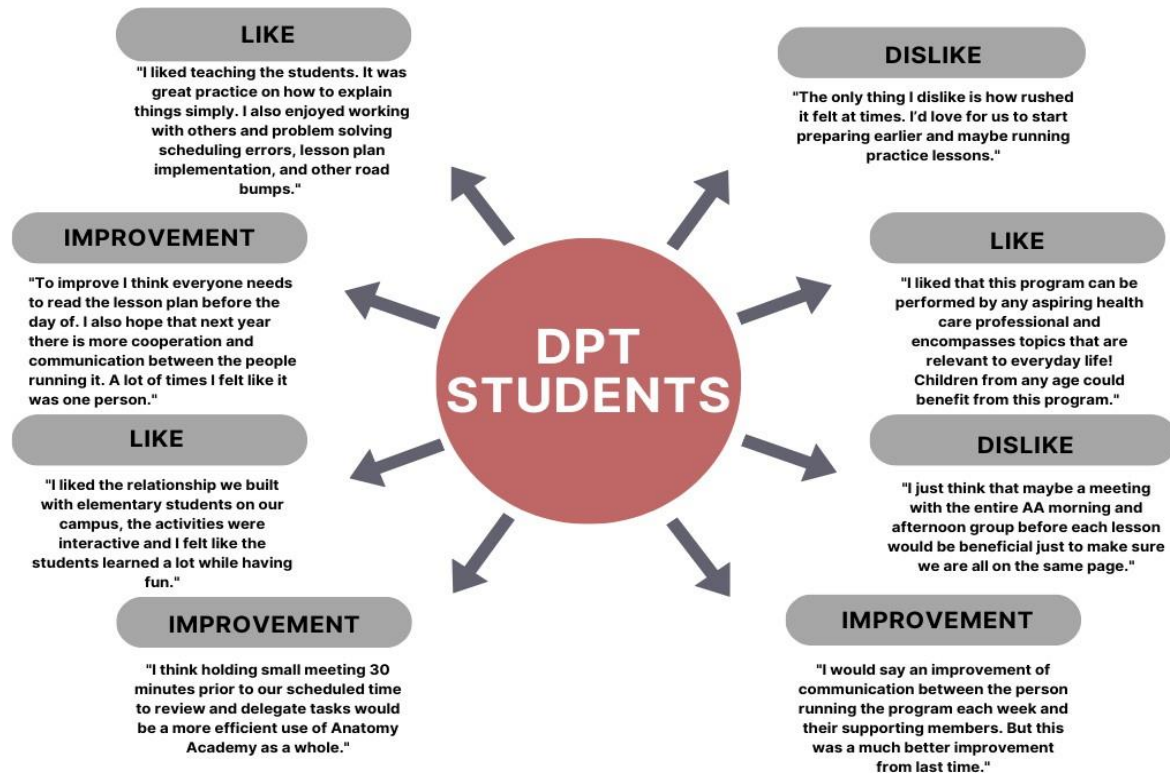 LIKE
"I liked teaching the students. It was
great practice on how to explain
things simply. I also enjoyed working
with others and problem solving
scheduling errors, lesson plan
implementation, and other road
bumps."
IMPROVEMENT
"To improve I think everyone needs
to read the lesson plan before the
day of. I also hope that next year
there is more cooperation and
communication between the people
running it. A lot of times I felt like it
was one person."
LIKE
"I liked the relationship we built
with elementary students on our
campus, the activities were
interactive and I felt like the
students learned a lot while having
fun."
IMPROVEMENT
"I think holding small meeting 30
minutes prior to our scheduled time
to review and delegate tasks would
be a more efficient use of Anatomy
Academy as a whole."
DPT
STUDENTS
DISLIKE
"The only thing I dislike is how rushed
it felt at times. I’d love for us to start
preparing earlier and maybe running
practice lessons."
LIKE
"I liked that this program can be
performed by any aspiring health
care professional and
encompasses topics that are
relevant to everyday life!
Children from any age could
benefit from this program."
DISLIKE
"I just think that maybe a meeting
with the entire AA morning and
afternoon group before each lesson
would be beneficial just to make sure
we are all on the same page."
IMPROVEMENT
"I would say an improvement of
communication between the person
running the program each week and
their supporting members. But this
was a much better improvement
from last time."